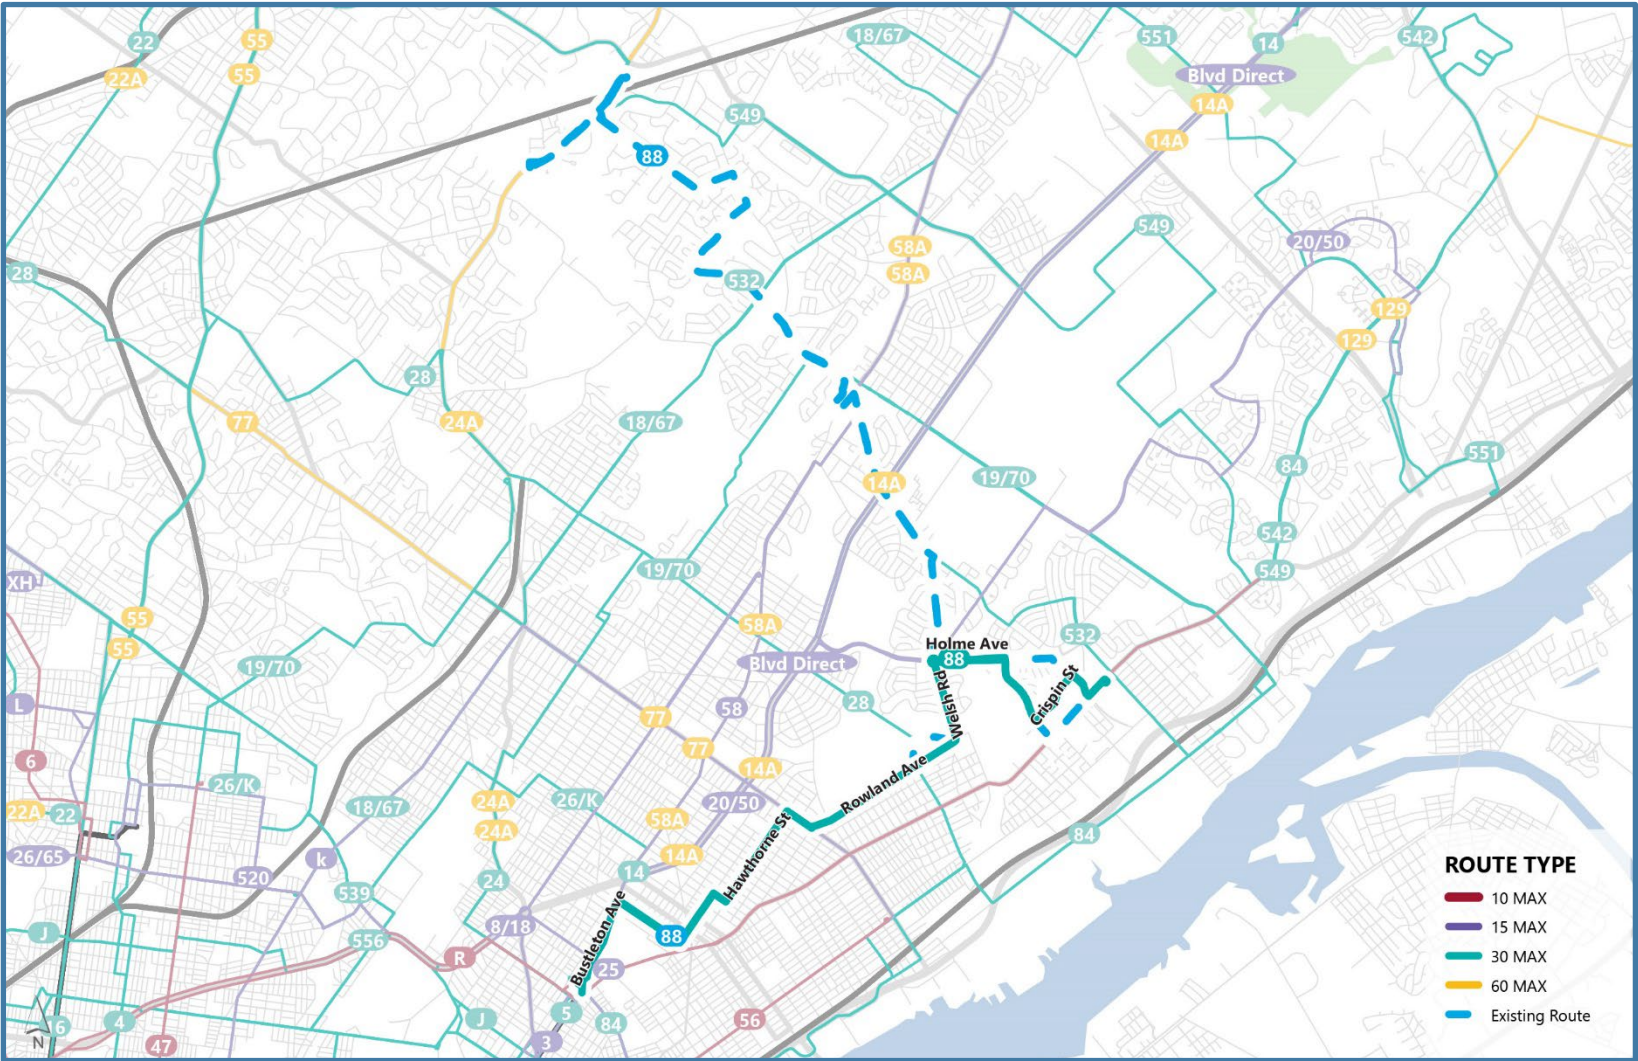 22
55
18/67
551
14
542
22A
55
Blvd Direct
14A
549
14A
88
549
20/50
58A
28
58A
532
129
129
28
77
24A
18/67
551
84
19/70
14A
542
549
19/70
XH
55
58A
532
55
Holme Ave
88
19/70
Blvd Direct
Welsh Rd
Crispin St
L
58
28
77
77
6
14A
Rowland Ave
26/K
24A
26/K
20/50
18/67
22A
22
58A
24A
84
Hawthorne St
26/65
k
14A
520
14
24
539
Bustleton Ave
8/18
J
556
88
R
25
5
J
84
56
6
4
3
47
N
ROUTE TYPE
10 MAX
15 MAX
30 MAX
60 MAX
Existing Route